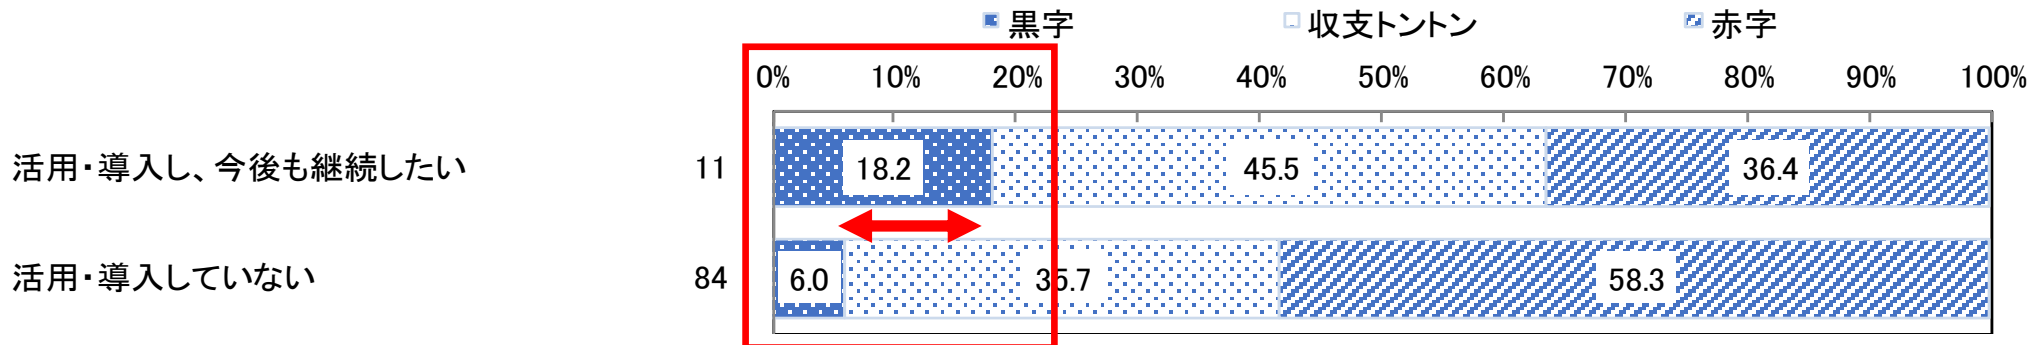 黒字 収支トントン 赤字
0% 10% 20% 30% 40% 50% 60% 70% 80% 90% 100%
活用・導入し、今後も継続したい 11 18.2 45.5 36.4
活用・導入していない 84 6.0 35.7 58.3